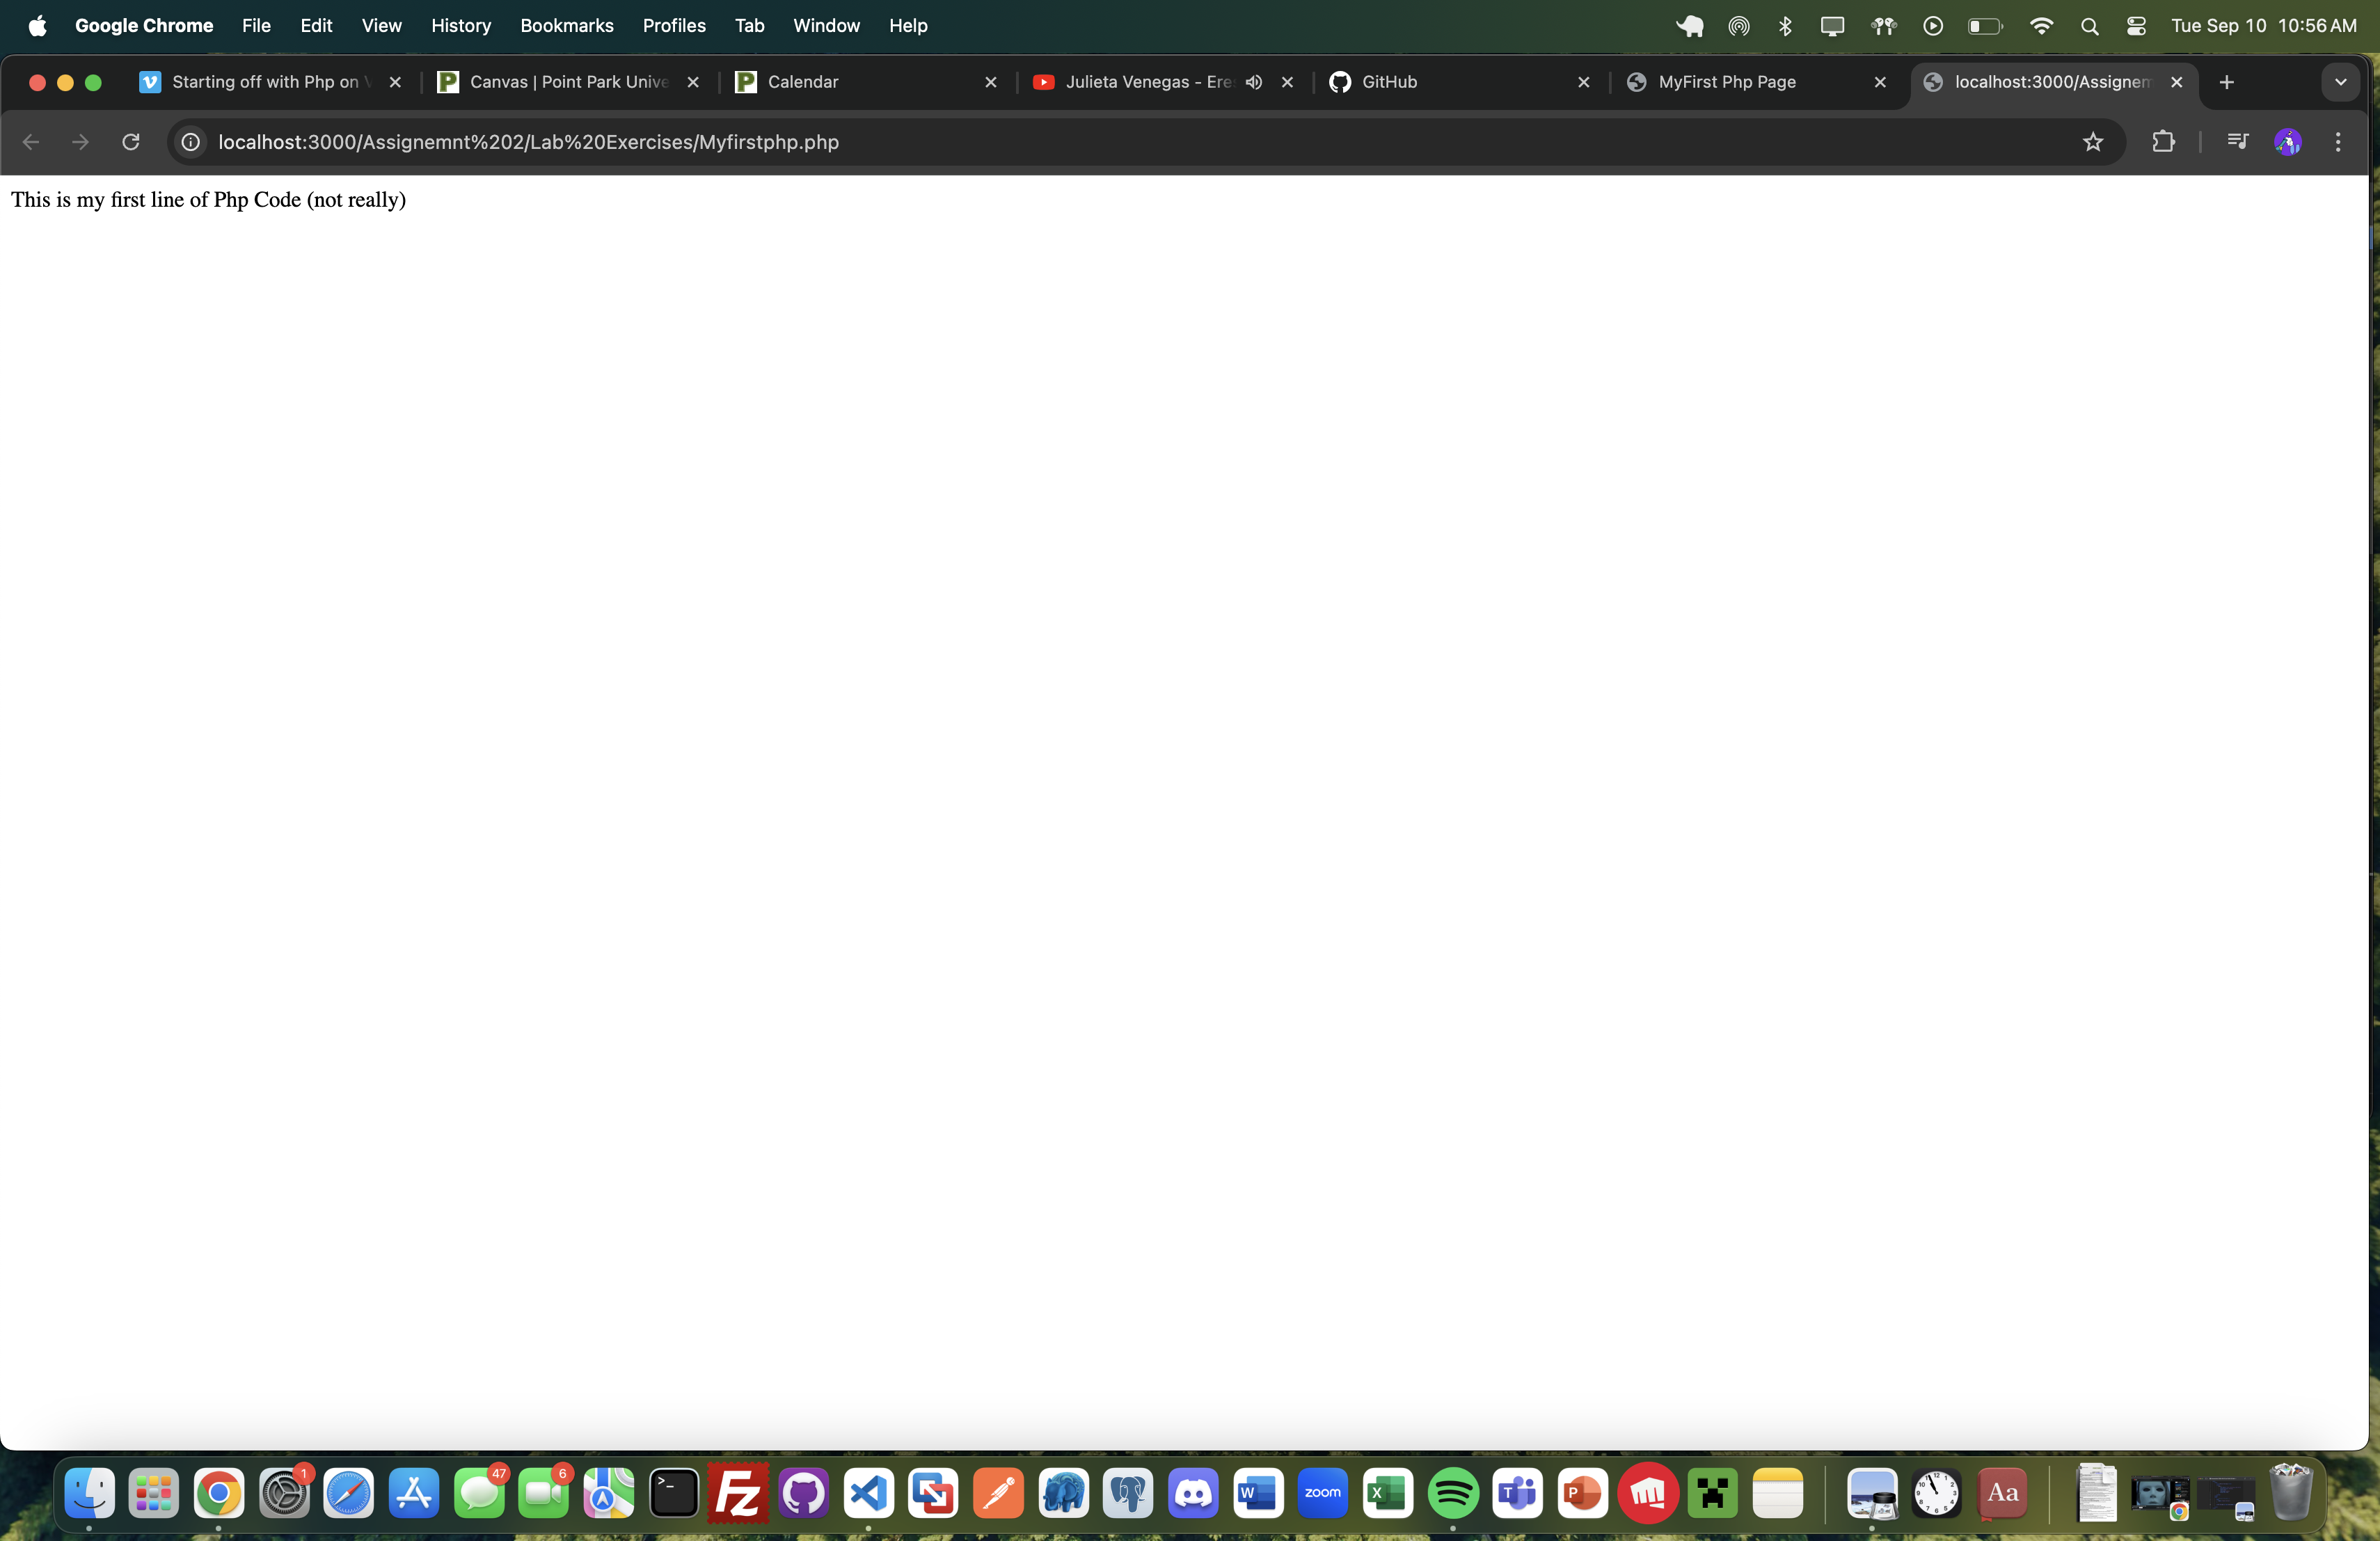 Google Chrome File Edit View History Bookmarks Profiles Tab Window Help Tue Sep 10 10:56 AM
Starting off with Php on Canvas | Point Park Unive Calendar Julieta Venegas - Ere GitHub MyFirst Php Page localhost:3000/Assignem
localhost:3000/Assignemnt%202/Lab%20Exercises/Myfirstphp.php
This is my first line of Php Code (not really)
1 47 6
>_ Fz W zoom X T P Aa